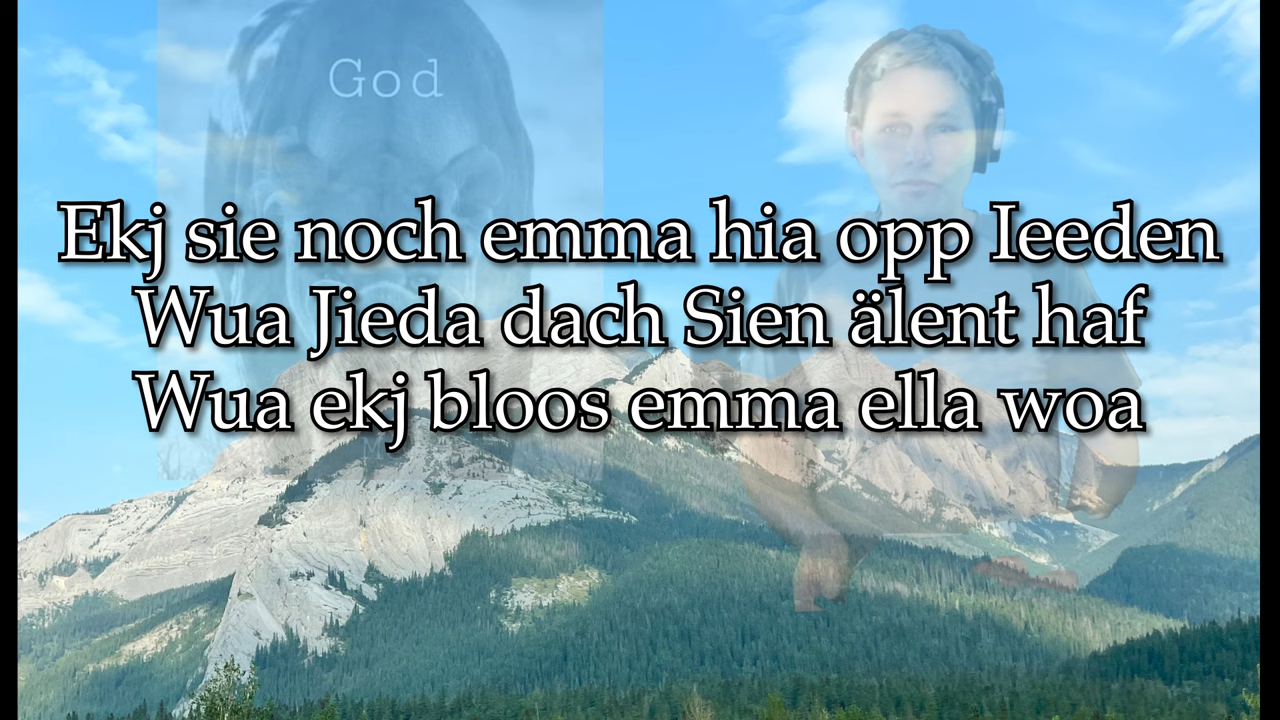 God
Ekj sie noch emma hia opp Ieeden
Wua Jieda dach Sien älent haf
Wua ekj bloos emma ella woa